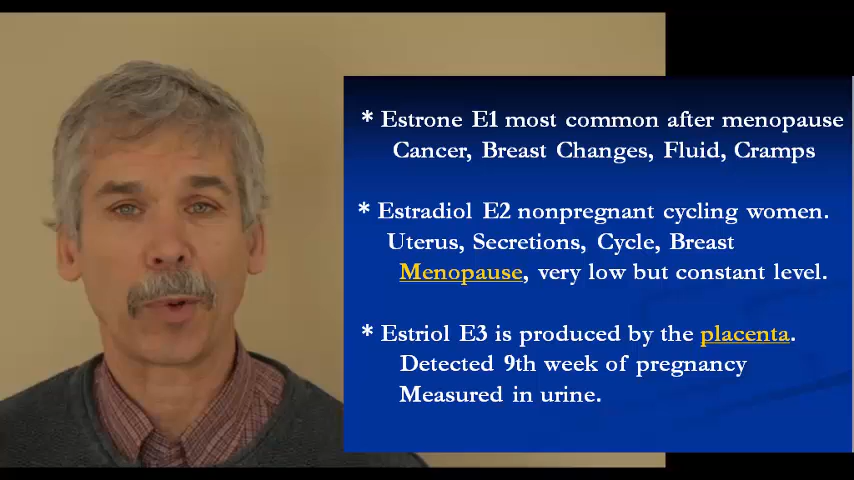 * Estrone E1 most common after menopause
Cancer, Breast Changes, Fluid, Cramps
* Estradiol E2 nonpregnant cycling women.
Uterus, Secretions, Cycle, Breast
Menopause, very low but constant level.
* Estriol E3 is produced by the placenta.
Detected 9th week of pregnancy
Measured in urine.